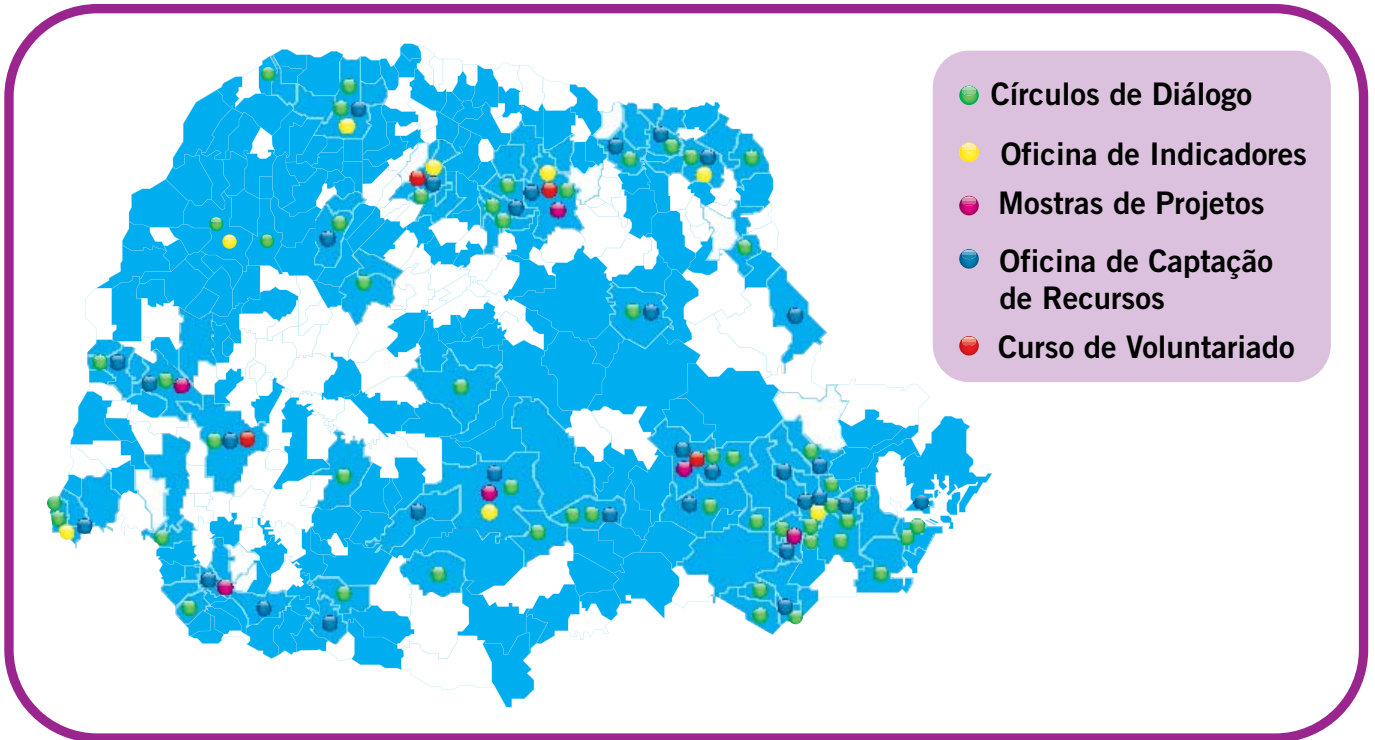 Círculos de Diálogo
Oficina de Indicadores
Mostras de Projetos
Oficina de Captação
de Recursos
Curso de Voluntariado